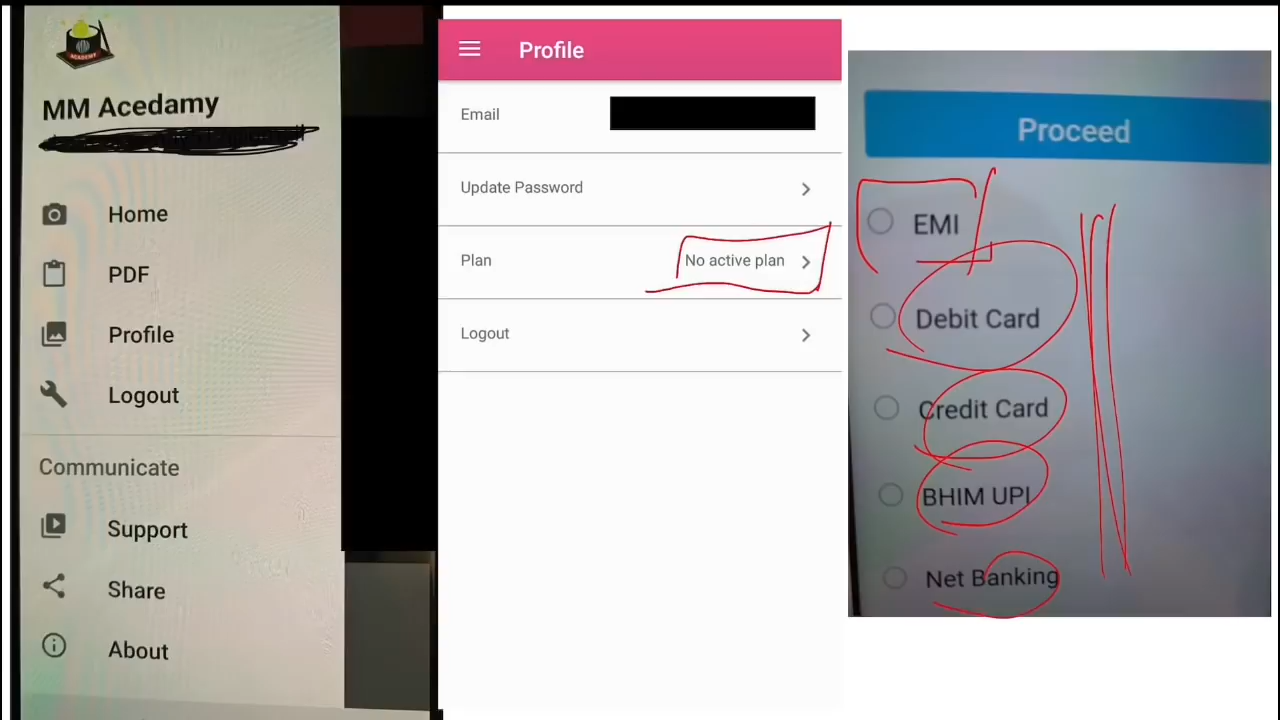 ACADEMY
MM Acedamy
Home
PDF
Profile
Logout
Communicate
Support
Share
About
Profile
Email
Update Password
Plan No active plan
Logout
Proceed
EMI
Debit Card
Credit Card
BHIM UPI
Net Banking